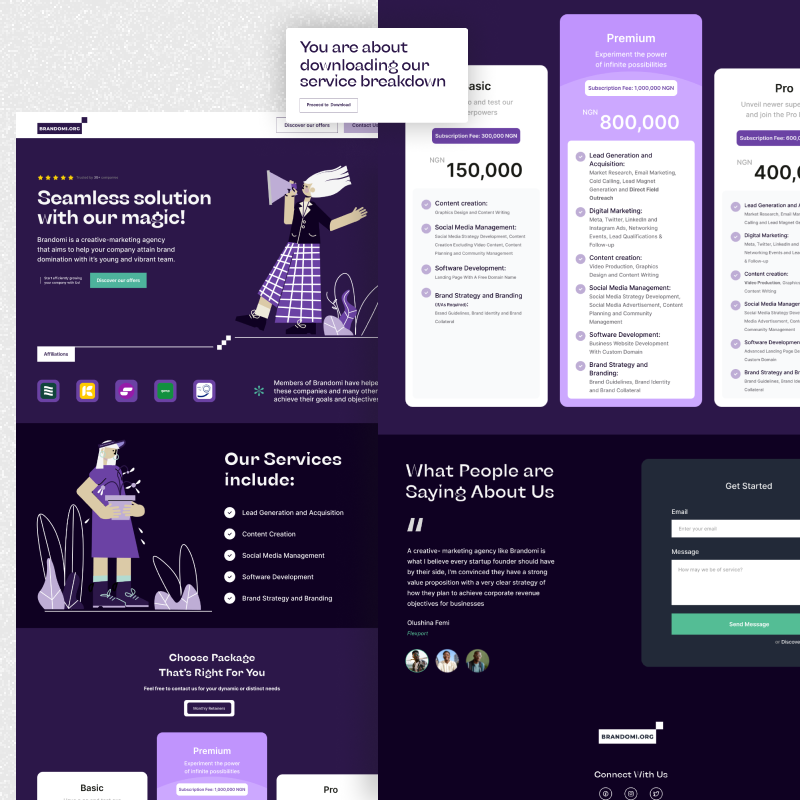 You are about
downloading our
service breakdown
Proceed to Download
BRANDOMI.ORG
Discover our offers
Contact Us
Seamless solution
with our magic!
Brandomi is a creative-marketing agency
that aims to help your company attain brand
domination with it's young and vibrant team.
Start efficiently growing
your company with us!
Discover our offers
Affiliations
Members of Brandomi have helped
these companies and many other
achieve their goals and objective
Our Services
include:
Lead Generation and Acquisition
Content Creation
Social Media Management
Software Development
Brand Strategy and Branding
Choose Package
That's Right For You
Feel free to contact us for your dynamic or distinct needs
Monthly Retainers
Premium
Experiment the power
of infinite possibilities
Subscription Fee: 1,000,000 NGN
Basic
Pro
asic
o and test our
erpowers
Subscription Fee: 300,000 NGN
NGN
150,000
Content creation:
Graphics Design and Content Writing
Social Media Management:
Social Media Strategy Development, Content
Creation Excluding Video Content, Content
Planning and Community Management
Software Development:
Landing Page With A Free Domain Name
Brand Strategy and Branding
(If/As Required):
Brand Guidelines, Brand Identity and Brand
Collateral
Premium
Experiment the power
of infinite possibilities
Subscription Fee: 1,000,000 NGN
NGN
800,000
Lead Generation and
Acquisition:
Market Research, Email Marketing,
Cold Calling, Lead Magnet
Generation and Direct Field
Outreach
Digital Marketing:
Meta, Twitter, LinkedIn and
Instagram Ads, Networking
Events, Lead Qualifications &
Follow-up
Content creation:
Video Production, Graphics
Design and Content Writing
Social Media Management:
Social Media Strategy Development,
Social Media Advertisement, Content
Planning and Community
Management
Software Development:
Business Website Development
With Custom Domain
Brand Strategy and
Branding:
Brand Guidelines, Brand Identity
and Brand Collateral
Pro
Unveil newer supe
and join the Pro
Subscription Fee: 600,0
NGN
400,
Lead Generation and A
Market Research, Email Mar
Calling and Lead Magnet Ge
Digital Marketing:
Meta, Twitter, LinkedIn and
Networking Events and Lea
& Follow-up
Content creation:
Video Production, Graphics
Content Writing
Social Media Manager
Social Media Strategy Deve
Media Advertisement, Cont
Community Management
Software Development
Advanced Landing Page De
Custom Domain
Brand Strategy and Br
Brand Guidelines, Brand Id
Collateral
What People are
Saying About Us
A creative- marketing agency like Brandomi is
what I believe every startup founder should have
by their side, I'm convinced they have a strong
value proposition with a very clear strategy of
how they plan to achieve corporate revenue
objectives for businesses
Olushina Femi
Flexport
Get Started
Email
Enter your email
Message
How may we be of service?
Send Message
or Discove
BRANDOMI.ORG
Connect With Us